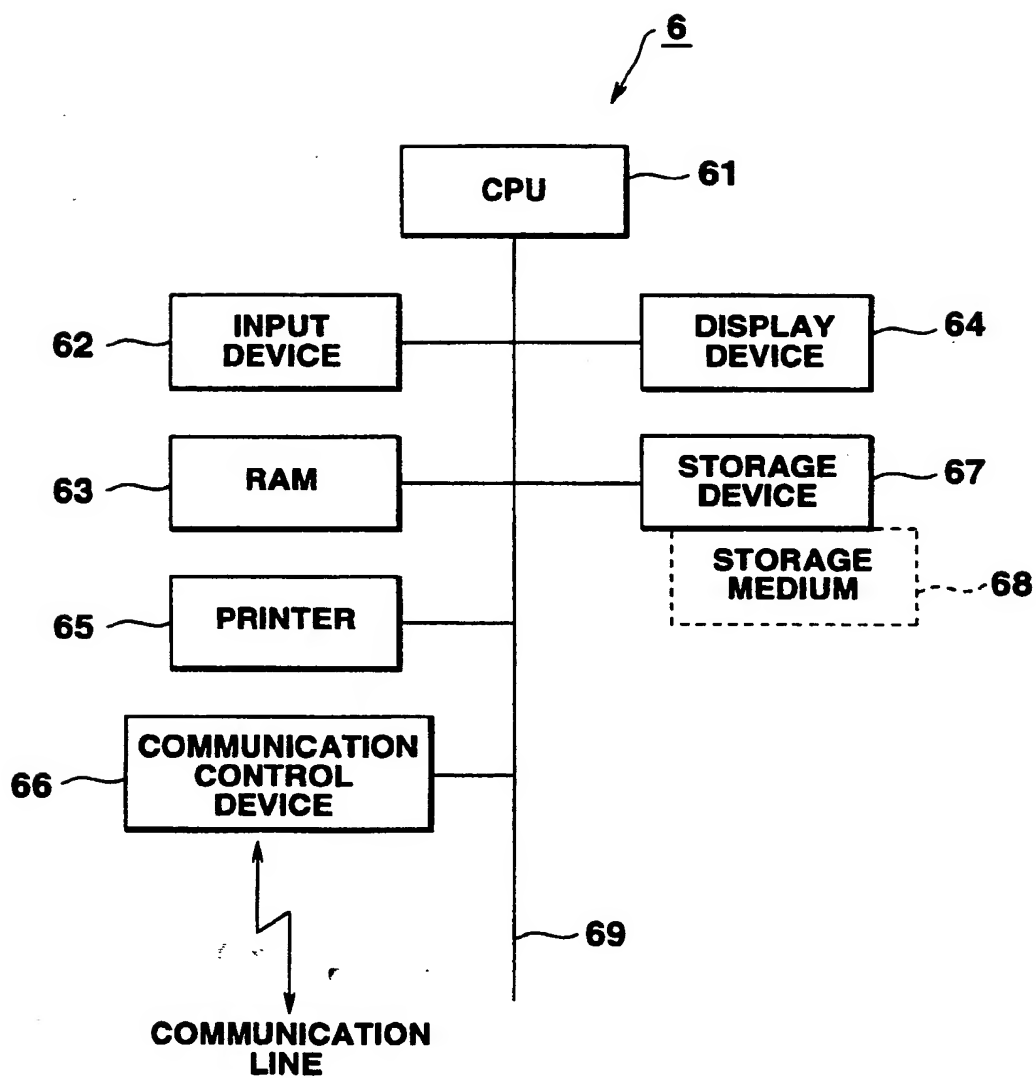 6
CPU
61
INPUT
DEVICE
62
DISPLAY
DEVICE
64
RAM
63
STORAGE
DEVICE
67
STORAGE
MEDIUM
68
PRINTER
65
COMMUNICATION
CONTROL
DEVICE
66
69
COMMUNICATION
LINE